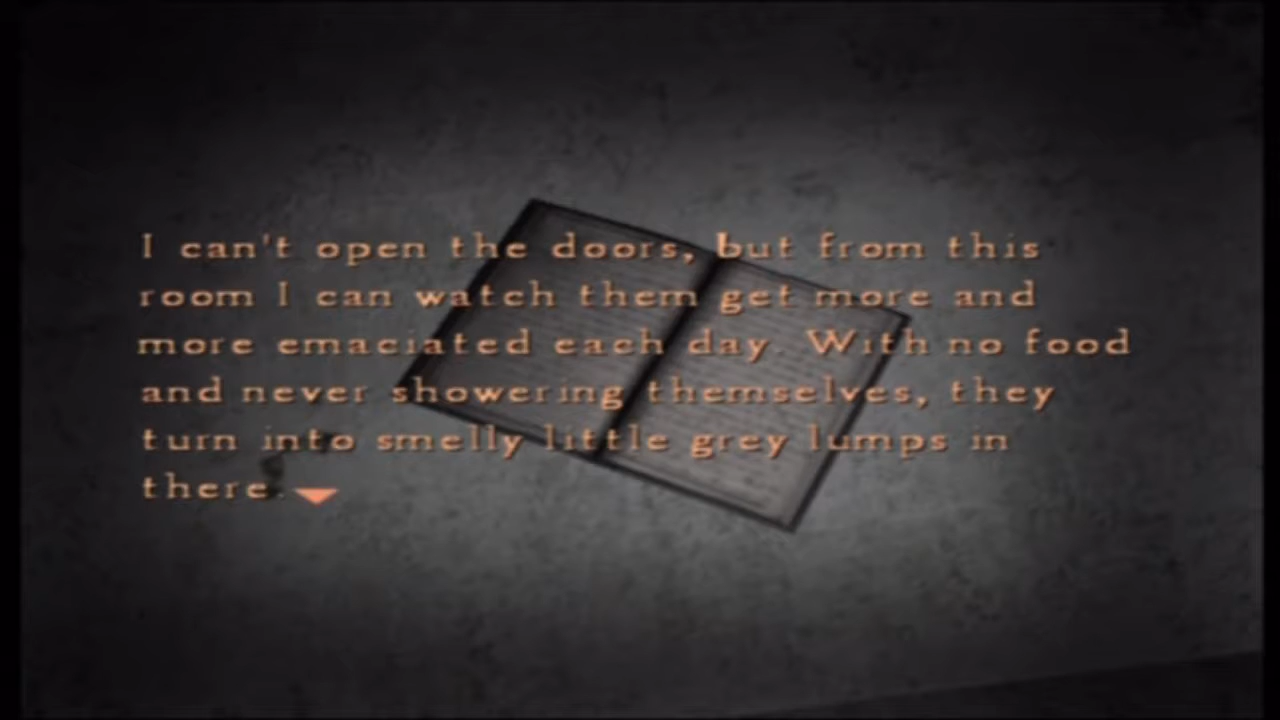 I can't open the doors, but from this
room I can watch them get more and
more emaciated each day. With no food
and never showering themselves, they
turn into smelly little grey lumps in
there.